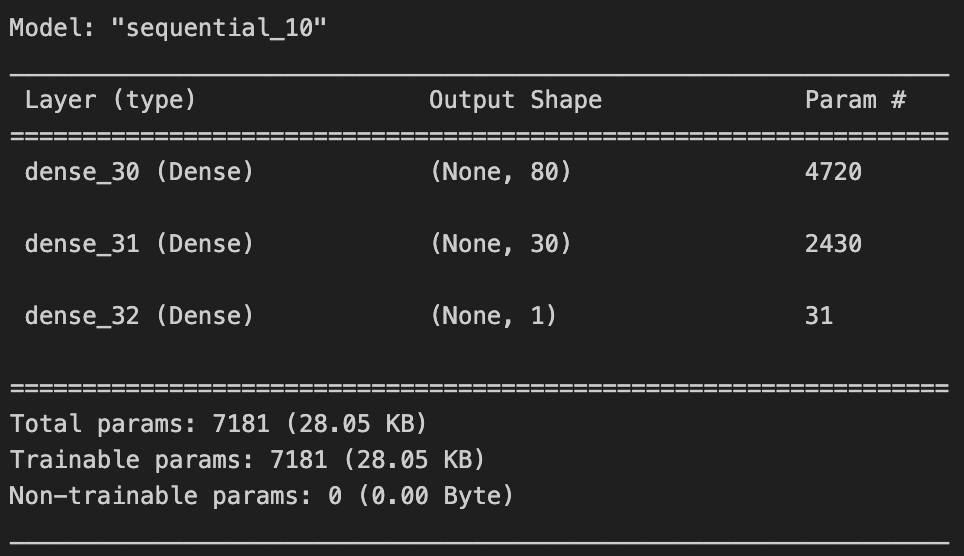 Model: "sequential_10"
_________________________________________________________________
Layer (type) Output Shape Param #
=================================================================
dense_30 (Dense) (None, 80) 4720
dense_31 (Dense) (None, 30) 2430
dense_32 (Dense) (None, 1) 31
=================================================================
Total params: 7181 (28.05 KB)
Trainable params: 7181 (28.05 KB)
Non-trainable params: 0 (0.00 Byte)
_________________________________________________________________